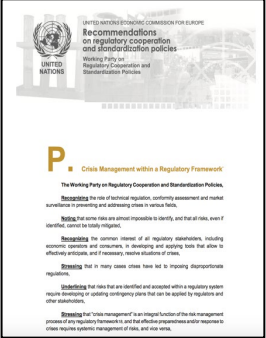 UNITED NATIONS ECONOMIC COMMISSION FOR EUROPE
Recommendations
on regulatory cooperation
and standardization policies
Working Party on
Regulatory Cooperation and
Standardization Policies
UNITED
NATIONS
P. Crisis Management within a Regulatory Framework
The Working Party on Regulatory Cooperation and Standardization Policies,
Recognizing the role of technical regulation, conformity assessment and market
surveillance in preventing and addressing crises in various fields,
Noting that some risks are almost impossible to identify, and that all risks, even if
identified, cannot be totally mitigated,
Recognizing the common interest of all regulatory stakeholders, including
economic operators and consumers, in developing and applying tools that allow to
effectively anticipate, and if necessary, resolve situations of crises,
Stressing that in many cases crises have led to imposing disproportionate
regulations,
Underlining that risks that are identified and accepted within a regulatory system
require developing or updating contingency plans that can be applied by regulators and
other stakeholders,
Stressing that "crisis management" is an integral function of the risk management
process of any regulatory framework and that effective preparedness and/or response to
crises requires systemic management of risks, and vice versa,